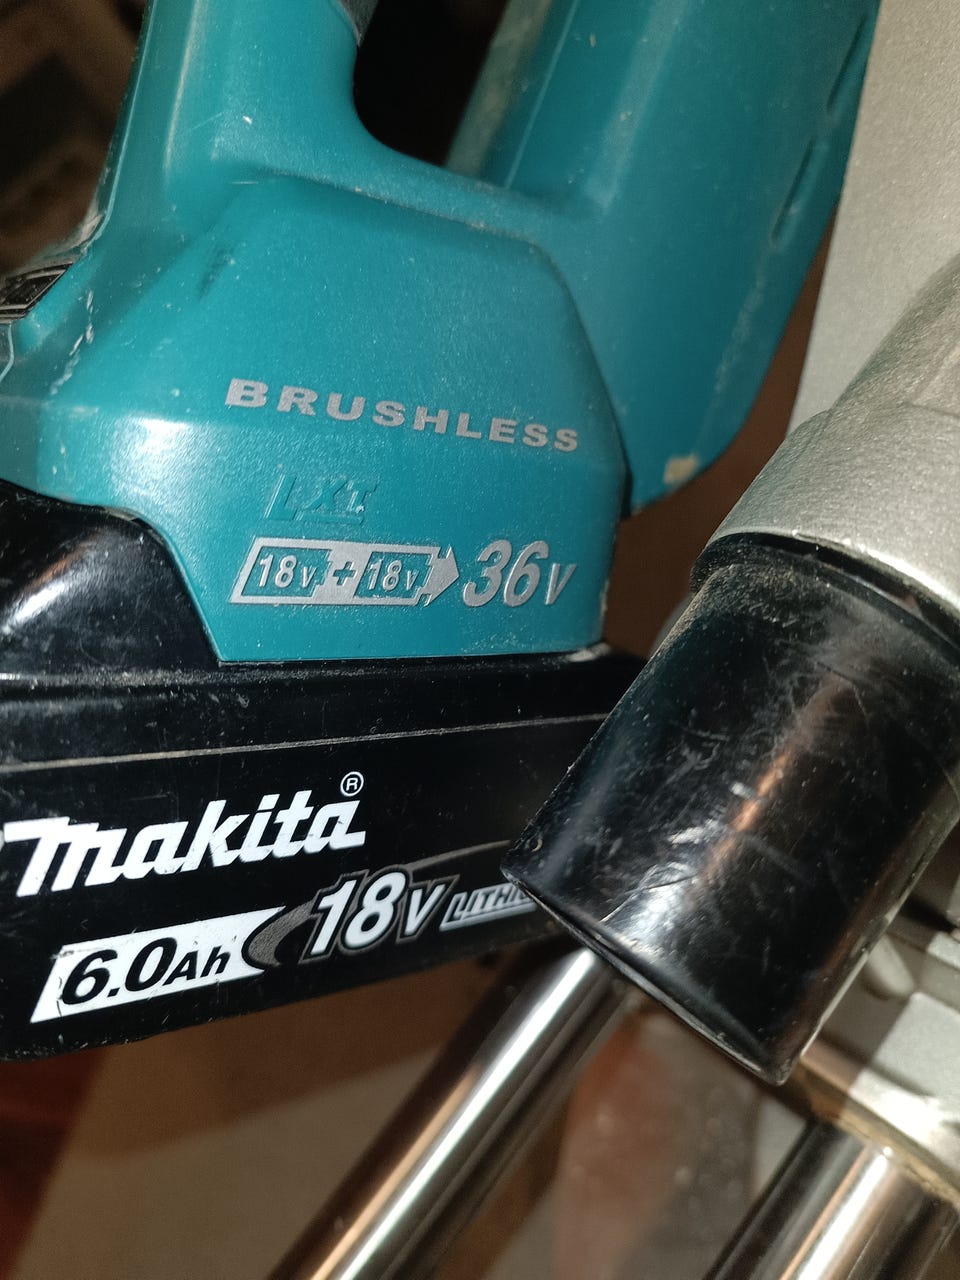 BRUSHLESS
LXT
18V+18V 36V
makita®
6.0Ah 18V